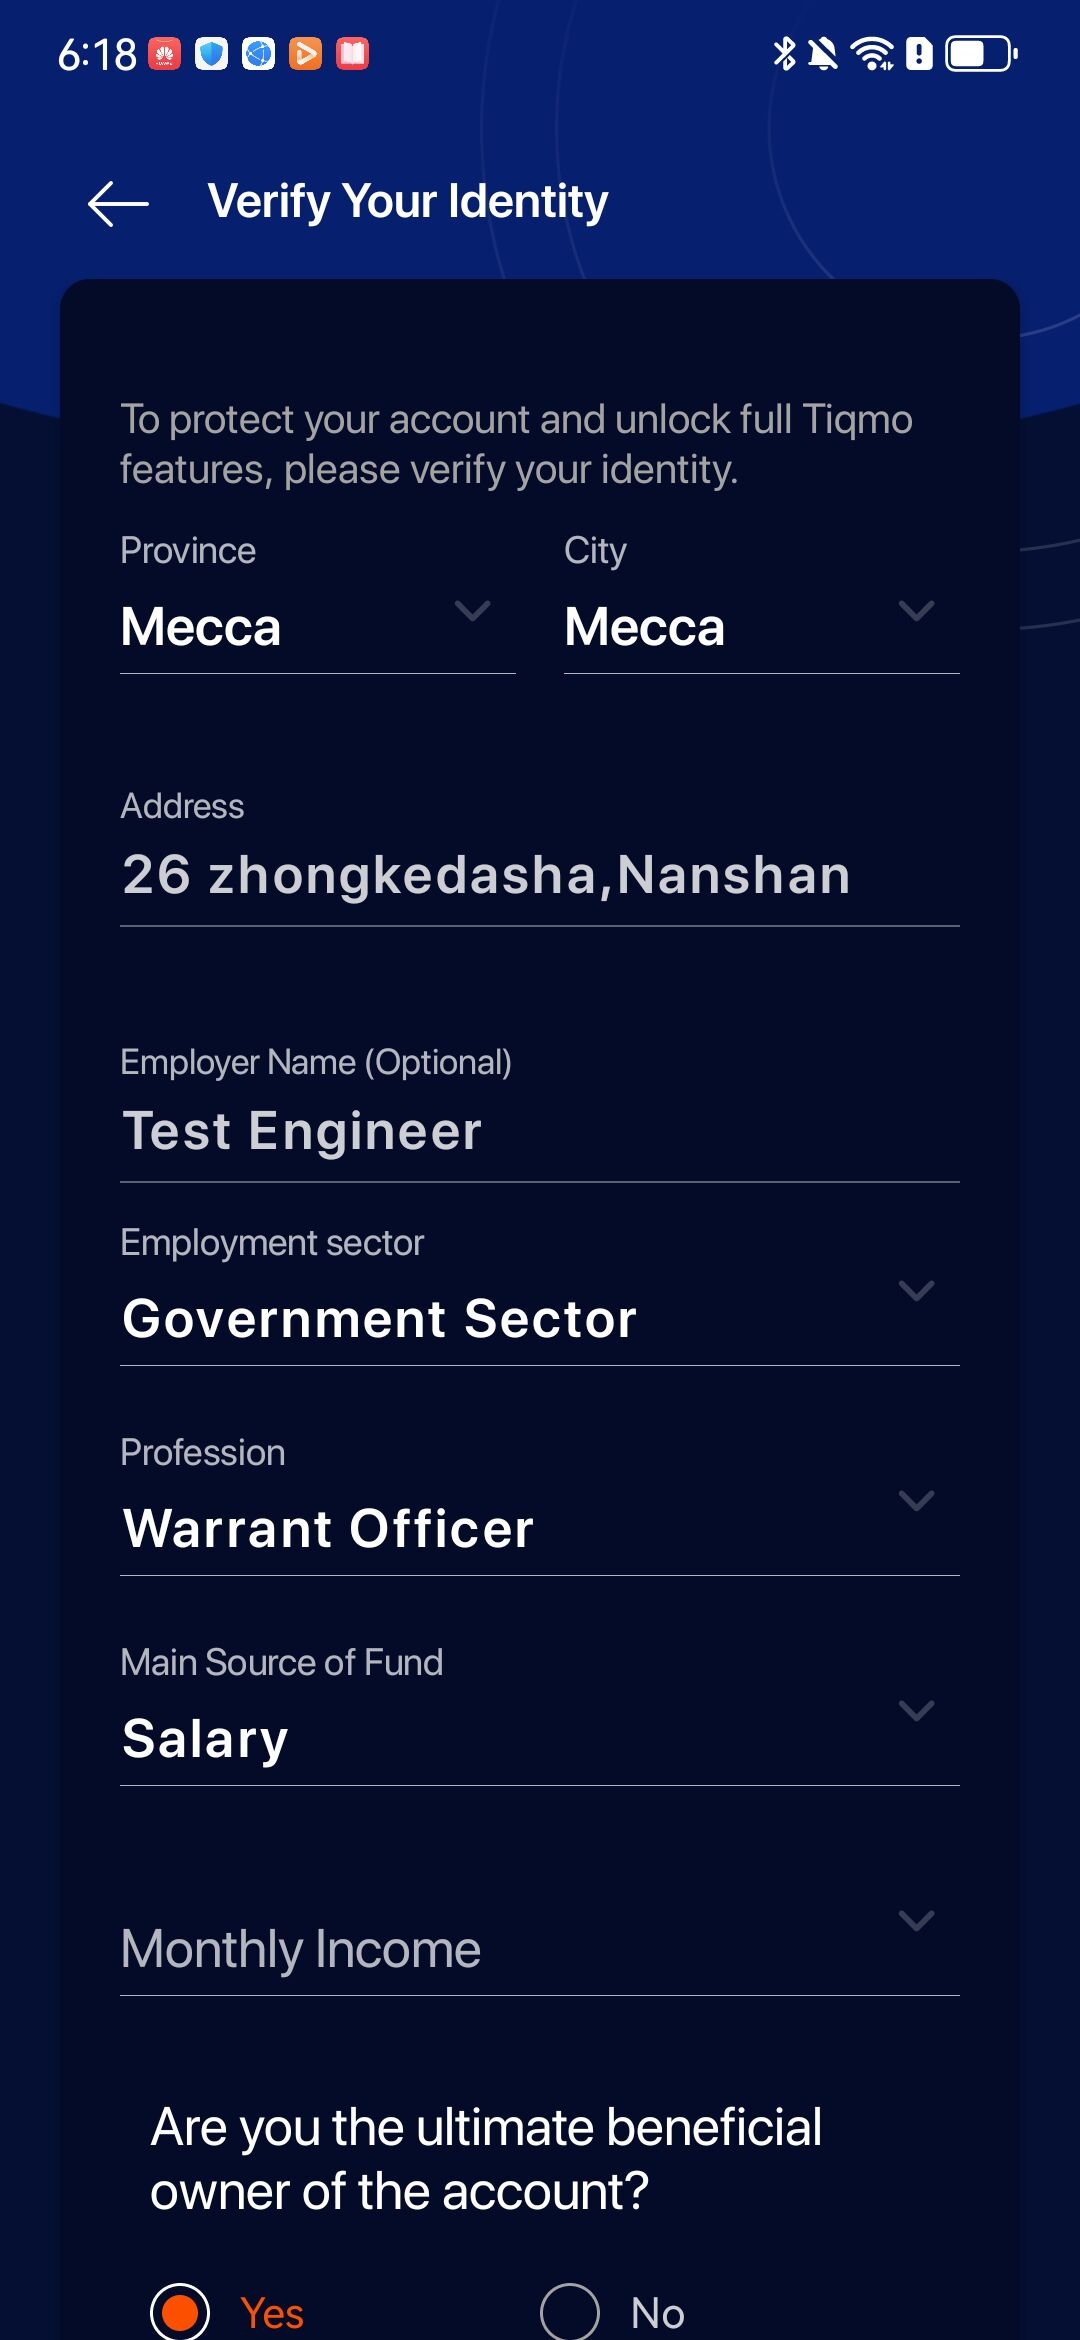 6:18
Verify Your Identity
To protect your account and unlock full Tiqmo
features, please verify your identity.
Province
City
Mecca
Mecca
Address
26 zhongkedasha,Nanshan
Employer Name (Optional)
Test Engineer
Employment sector
Government Sector
Profession
Warrant Officer
Main Source of Fund
Salary
Monthly Income
Are you the ultimate beneficial
owner of the account?
Yes
No